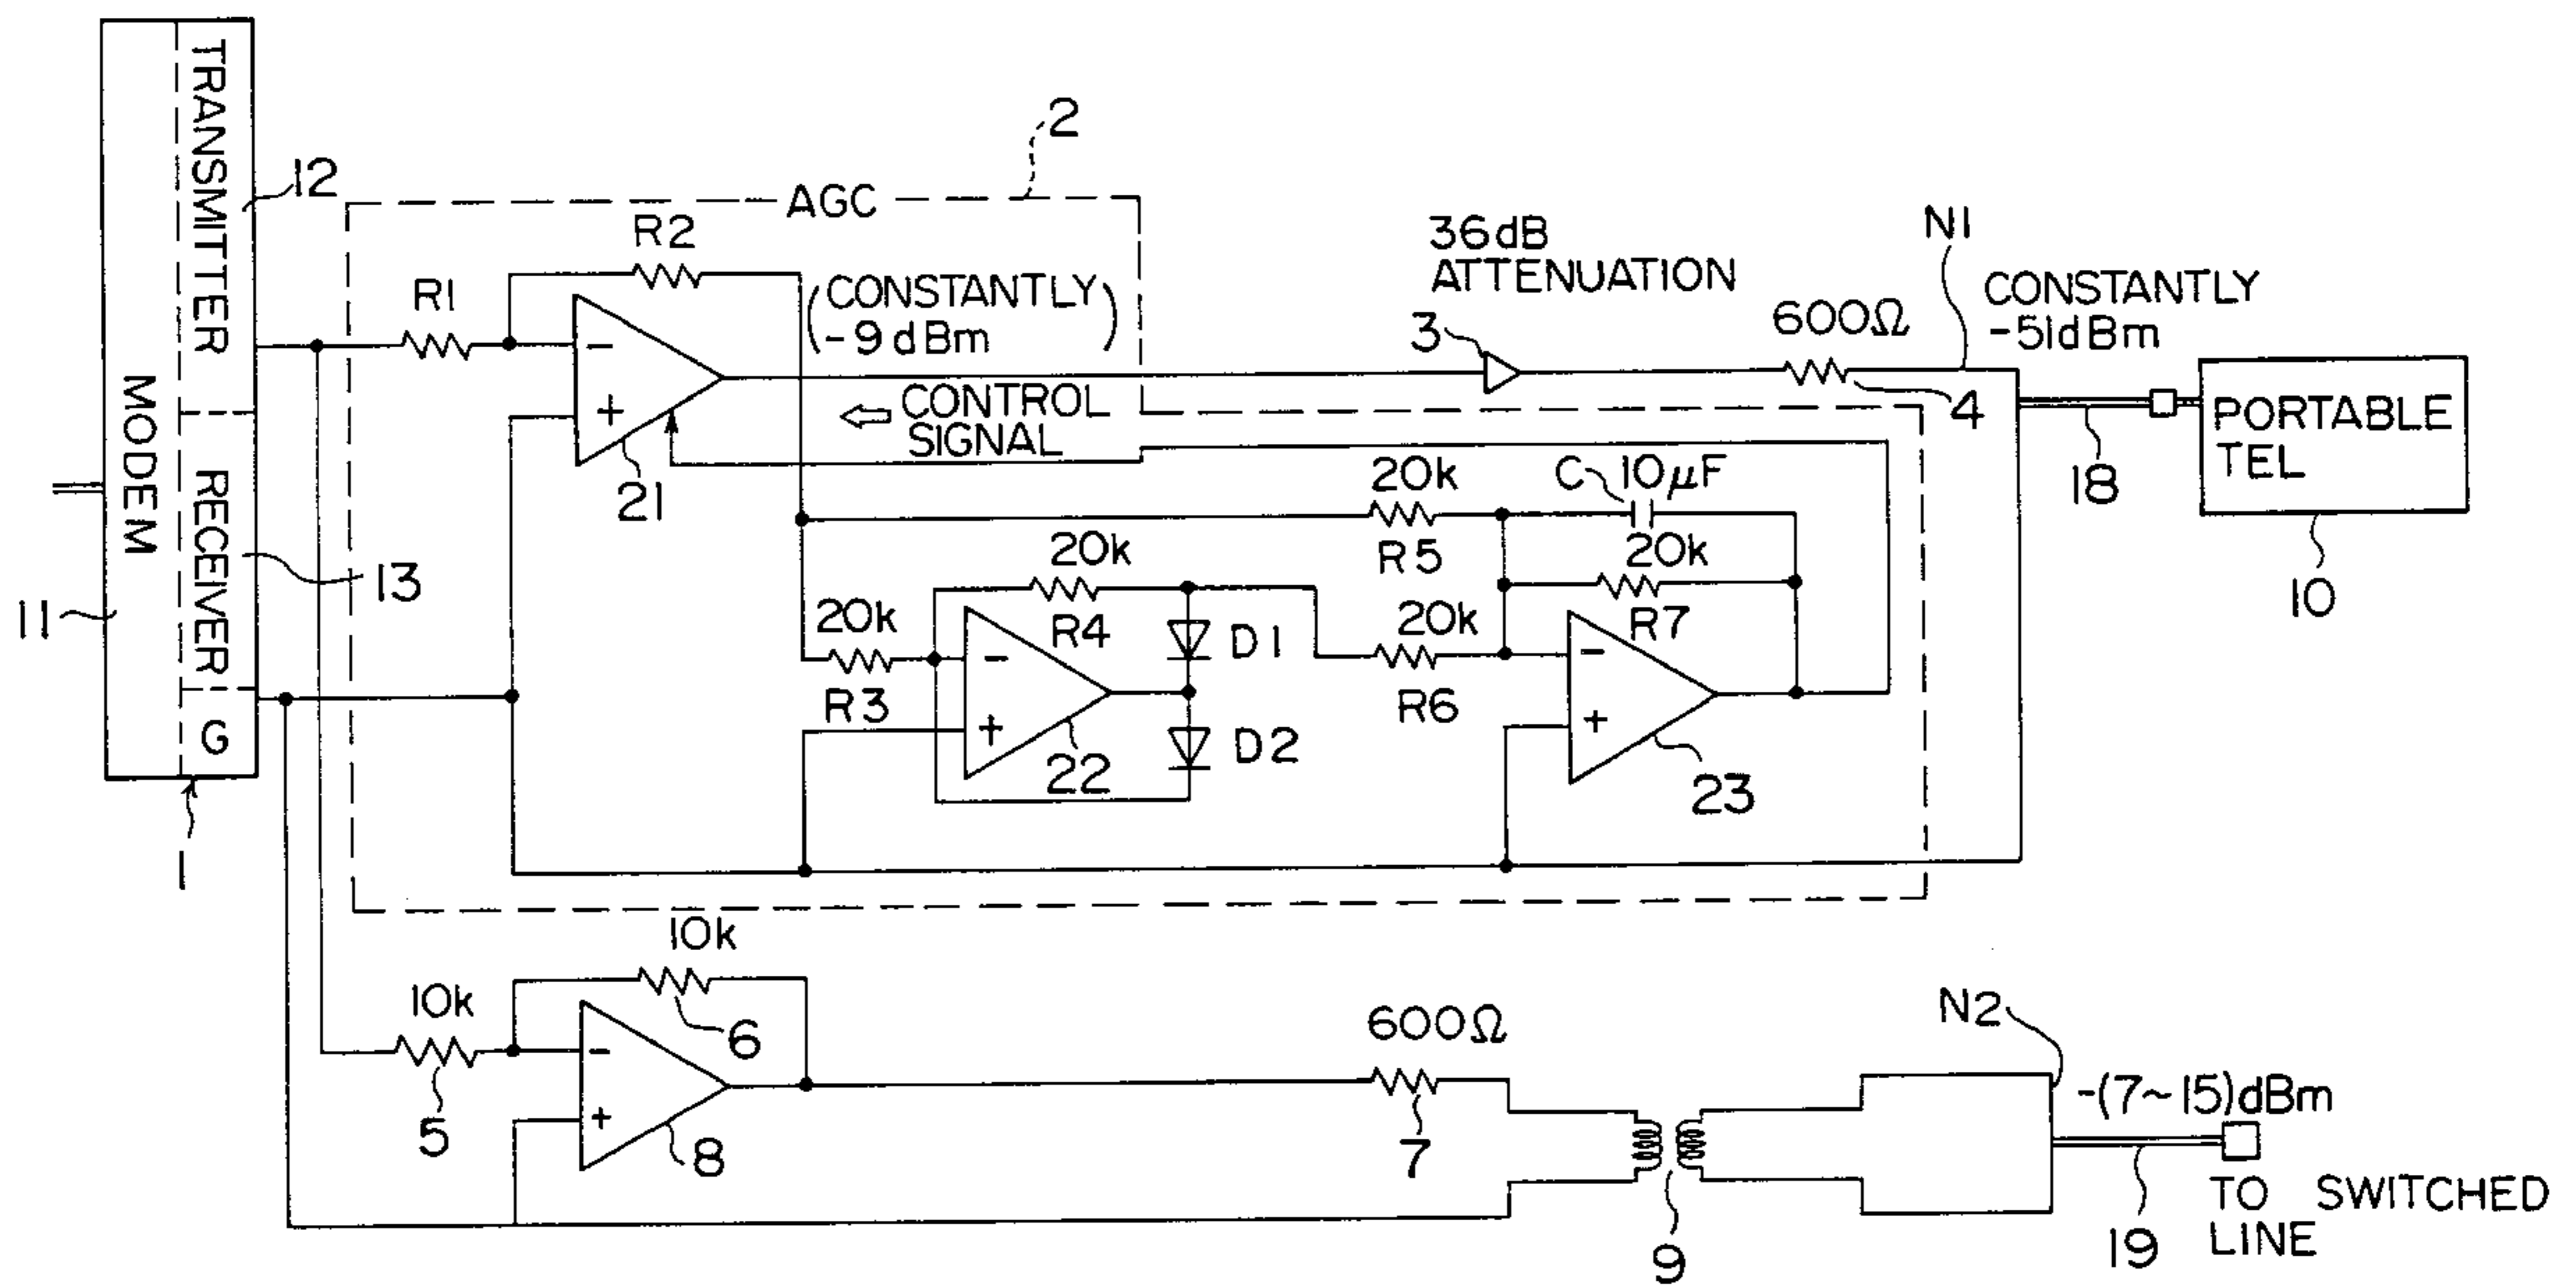 TRANSMITTER
MODEM
RECEIVER
G
12
13
11
1
2
AGC
R2
R1
(CONSTANTLY
-9dBm)
CONTROL
SIGNAL
21
36dB
ATTENUATION
3
600Ω
4
N1
CONSTANTLY
-51dBm
PORTABLE
TEL
18
10
20k
R5
C
10μF
20k
R7
20k
R4
20k
R3
D1
D2
22
20k
R6
23
-
+
-
+
-
+
10k
6
10k
5
-
+
8
600Ω
7
9
N2
-(7~15)dBm
19
TO SWITCHED
LINE